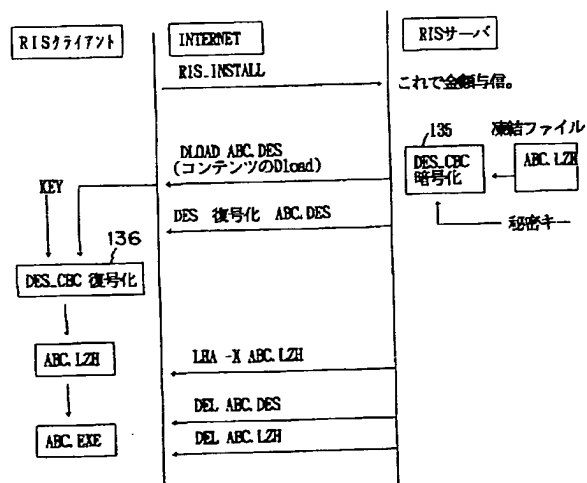 RISクライアント
INTERNET
RISサーバ
RIS_INSTALL
これで金額与信。
135
凍結ファイル
DLOAD ABC.DES
(コンテンツのDload)
DES_CBC
暗号化
ABC.LZH
KEY
DES 復号化 ABC.DES
秘密キー
136
DES_CBC 復号化
ABC.LZH
LHA -X ABC.LZH
DEL ABC.DES
ABC.EXE
DEL ABC.LZH